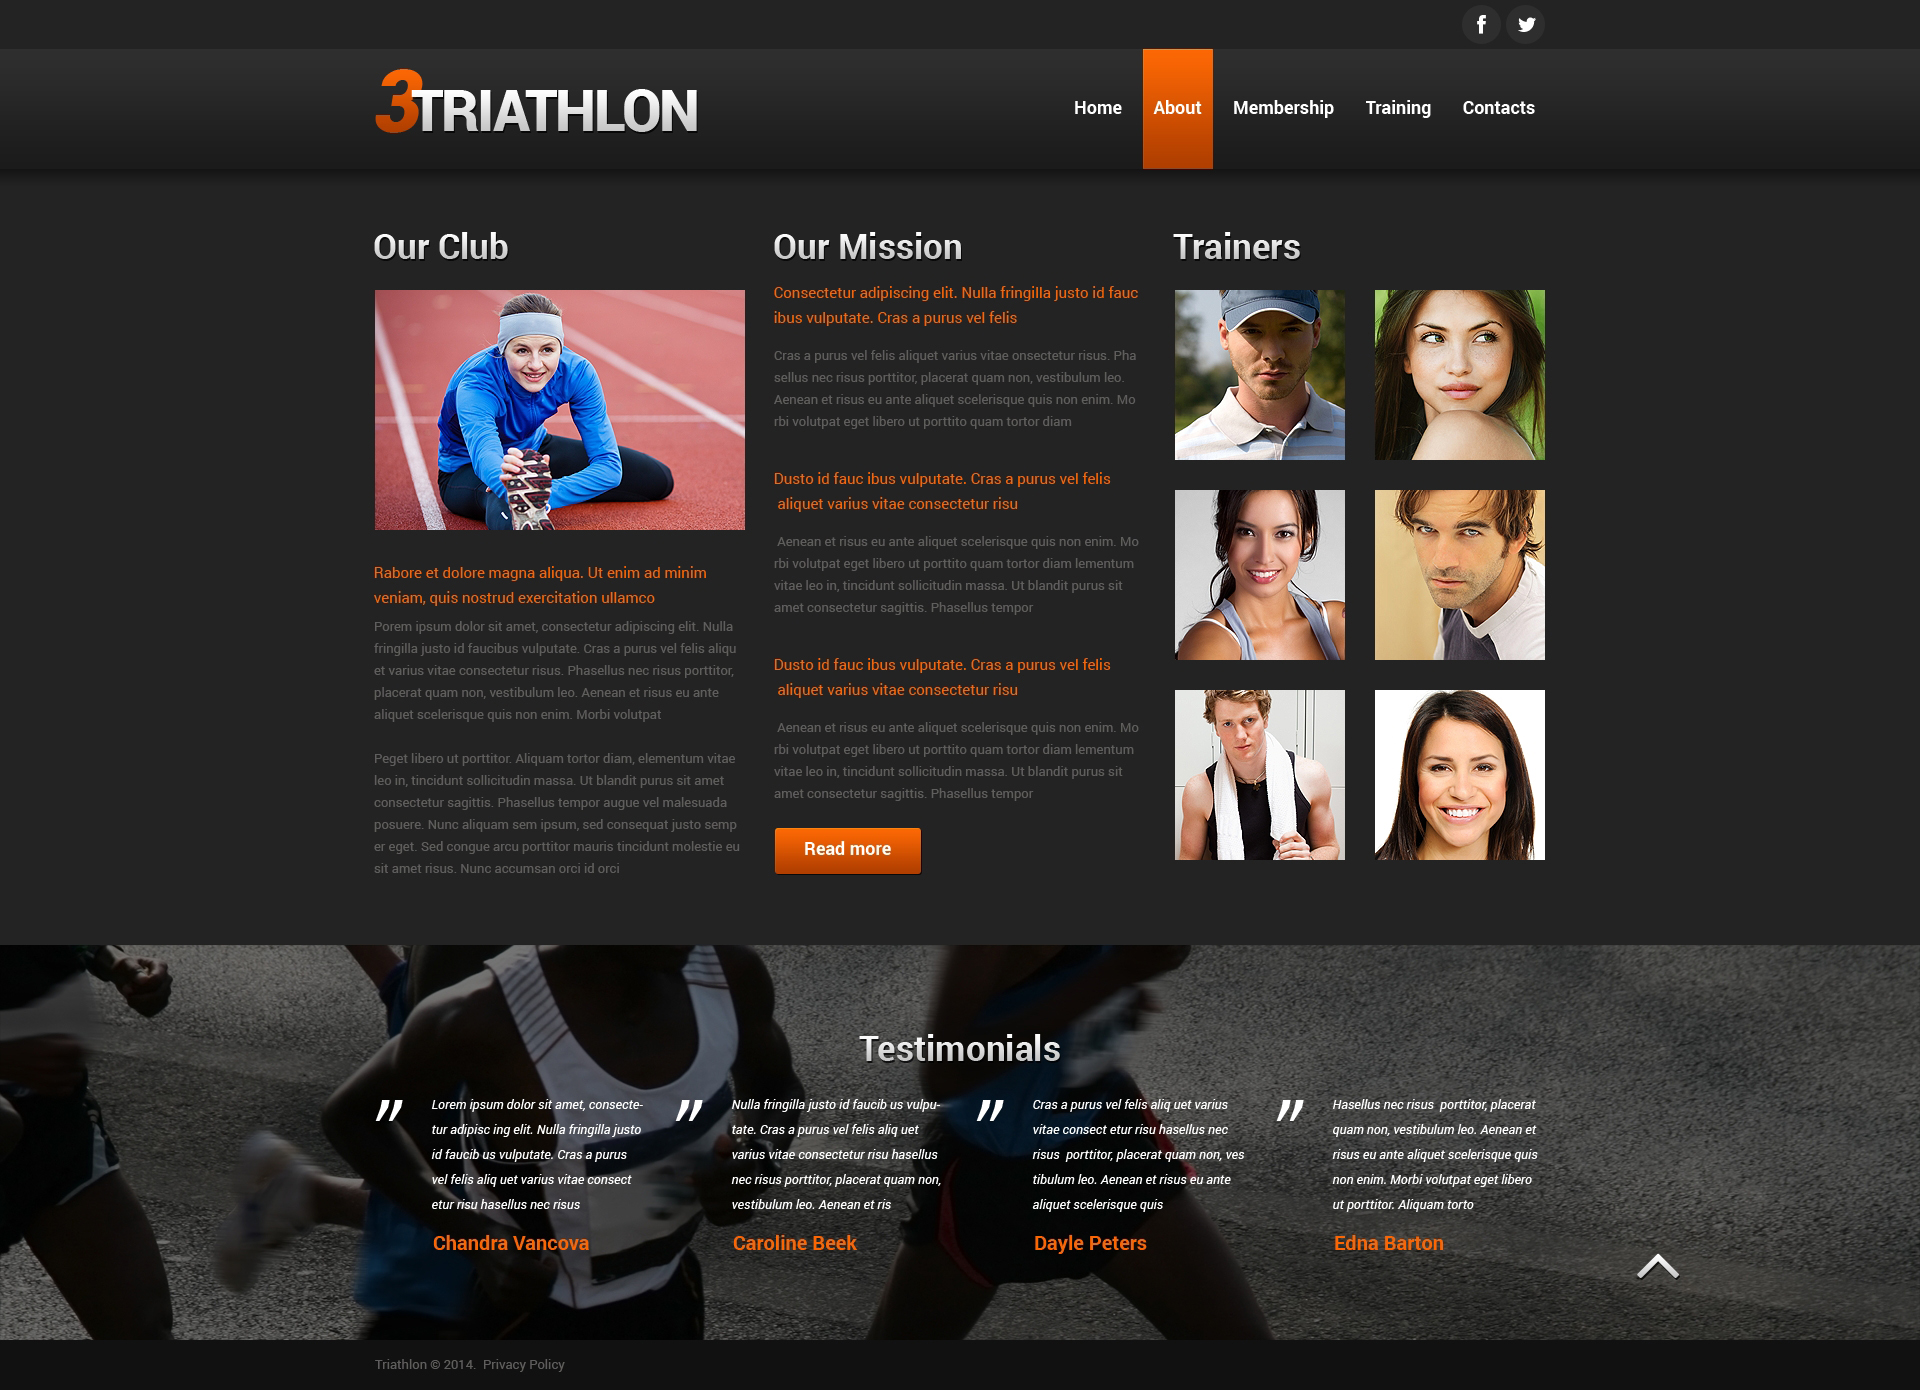 3TRIATHLON
Home
About
Membership
Training
Contacts
Our Club
Rabore et dolore magna aliqua. Ut enim ad minim
veniam, quis nostrud exercitation ullamco
Porem ipsum dolor sit amet, consectetur adipiscing elit. Nulla
fringilla justo id faucibus vulputate. Cras a purus vel felis aliqu
et varius vitae consectetur risus. Phasellus nec risus porttitor,
placerat quam non, vestibulum leo. Aenean et risus eu ante
aliquet scelerisque quis non enim. Morbi volutpat
Peget libero ut porttitor. Aliquam tortor diam, elementum vitae
leo in, tincidunt sollicitudin massa. Ut blandit purus sit amet
consectetur sagittis. Phasellus tempor augue vel malesuada
posuere. Nunc aliquam sem ipsum, sed consequat justo semp
er eget. Sed congue arcu porttitor mauris tincidunt molestie eu
sit amet risus. Nunc accumsan orci id orci
Our Mission
Consectetur adipiscing elit. Nulla fringilla justo id fauc
ibus vulputate. Cras a purus vel felis
Cras a purus vel felis aliquet varius vitae onsectetur risus. Pha
sellus nec risus porttitor, placerat quam non, vestibulum leo.
Aenean et risus eu ante aliquet scelerisque quis non enim. Mo
rbi volutpat eget libero ut porttito quam tortor diam
Dusto id fauc ibus vulputate. Cras a purus vel felis
aliquet varius vitae consectetur risu
Aenean et risus eu ante aliquet scelerisque quis non enim. Mo
rbi volutpat eget libero ut porttito quam tortor diam lementum
vitae leo in, tincidunt sollicitudin massa. Ut blandit purus sit
amet consectetur sagittis. Phasellus tempor
Dusto id fauc ibus vulputate. Cras a purus vel felis
aliquet varius vitae consectetur risu
Aenean et risus eu ante aliquet scelerisque quis non enim. Mo
rbi volutpat eget libero ut porttito quam tortor diam lementum
vitae leo in, tincidunt sollicitudin massa. Ut blandit purus sit
amet consectetur sagittis. Phasellus tempor
Read more
Trainers
Testimonials
" Lorem ipsum dolor sit amet, consecte-
tur adipisc ing elit. Nulla fringilla justo
id faucib us vulputate. Cras a purus
vel felis aliq uet varius vitae consect
etur risu hasellus nec risus
Chandra Vancova
" Nulla fringilla justo id faucib us vulpu-
tate. Cras a purus vel felis aliq uet
varius vitae consectetur risu hasellus
nec risus porttitor, placerat quam non,
vestibulum leo. Aenean et ris
Caroline Beek
" Cras a purus vel felis aliq uet varius
vitae consect etur risu hasellus nec
risus  porttitor, placerat quam non, ves
tibulum leo. Aenean et risus eu ante
aliquet scelerisque quis
Dayle Peters
" Hasellus nec risus  porttitor, placerat
quam non, vestibulum leo. Aenean et
risus eu ante aliquet scelerisque quis
non enim. Morbi volutpat eget libero
ut porttitor. Aliquam torto
Edna Barton
Triathlon © 2014.  Privacy Policy